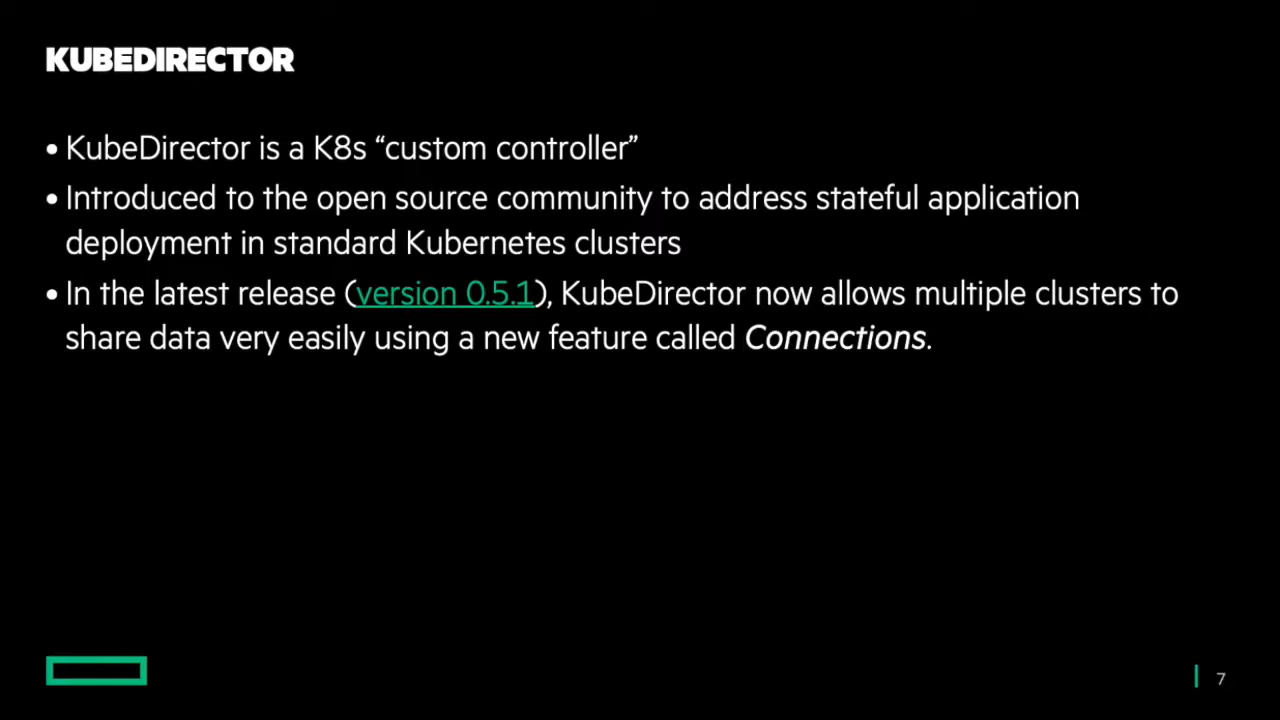 KUBEDIRECTOR
• KubeDirector is a K8s “custom controller”
• Introduced to the open source community to address stateful application
deployment in standard Kubernetes clusters
• In the latest release (version 0.5.1), KubeDirector now allows multiple clusters to
share data very easily using a new feature called Connections.
7